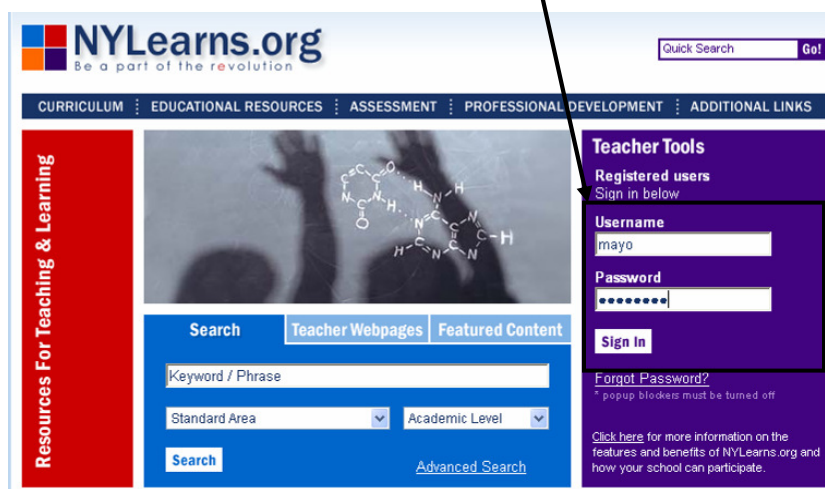 NYLearns.org
Be a part of the revolution
Quick Search Go!
CURRICULUM EDUCATIONAL RESOURCES ASSESSMENT PROFESSIONAL DEVELOPMENT ADDITIONAL LINKS
Resources For Teaching & Learning
C-C O H H
N C-C N-H
N N-H N C N
C C C C-H
O H-C C N
N N
Teacher Tools
Registered users
Sign in below
Username
mayo
Password
••••••••
Sign In
Forgot Password?
* popup blockers must be turned off
Click here for more information on the
features and benefits of NYLearns.org and
how your school can participate.
Search Teacher Webpages Featured Content
Keyword / Phrase
Standard Area Academic Level
Search Advanced Search